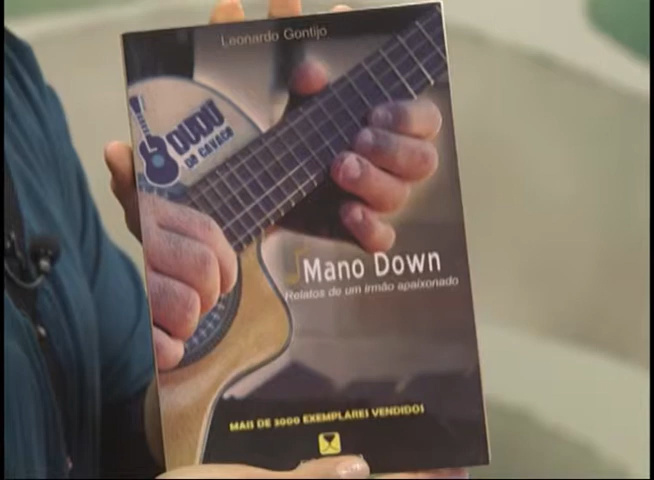 Leonardo Gontijo
DUDU
DO CAVACO
Mano Down
Relatos de um irmão apaixonado
MAIS DE 3000 EXEMPLARES VENDIDOS